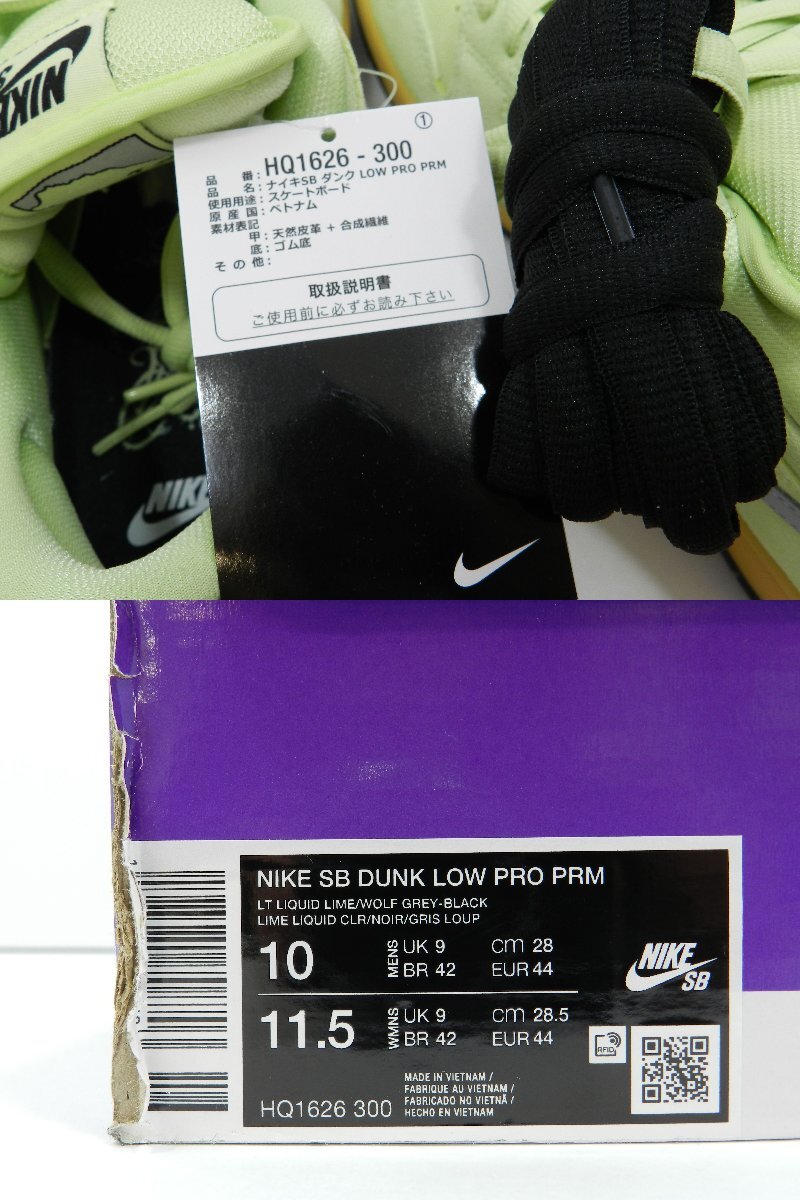 NIKE
S
①
品 番: HQ1626 - 300
品 名: ナイキSB ダンク LOW PRO PRM
使用用途: スケートボード
原 産 国: ベトナム
素材表記
甲: 天然皮革 + 合成繊維
底: ゴム底
そ の 他:
取扱説明書
ご使用前に必ずお読み下さい
NIKE
NIKE SB DUNK LOW PRO PRM
LT LIQUID LIME/WOLF GREY-BLACK
LIME LIQUID CLR/NOIR/GRIS LOUP
10 MENS UK 9 cm 28
BR 42 EUR 44
NIKE SB
11.5 WMNS UK 9 cm 28.5
BR 42 EUR 44
RFID
MADE IN VIETNAM /
FABRIQUE AU VIETNAM /
FABRICADO NO VIETNÃ /
HECHO EN VIETNAM
HQ1626 300